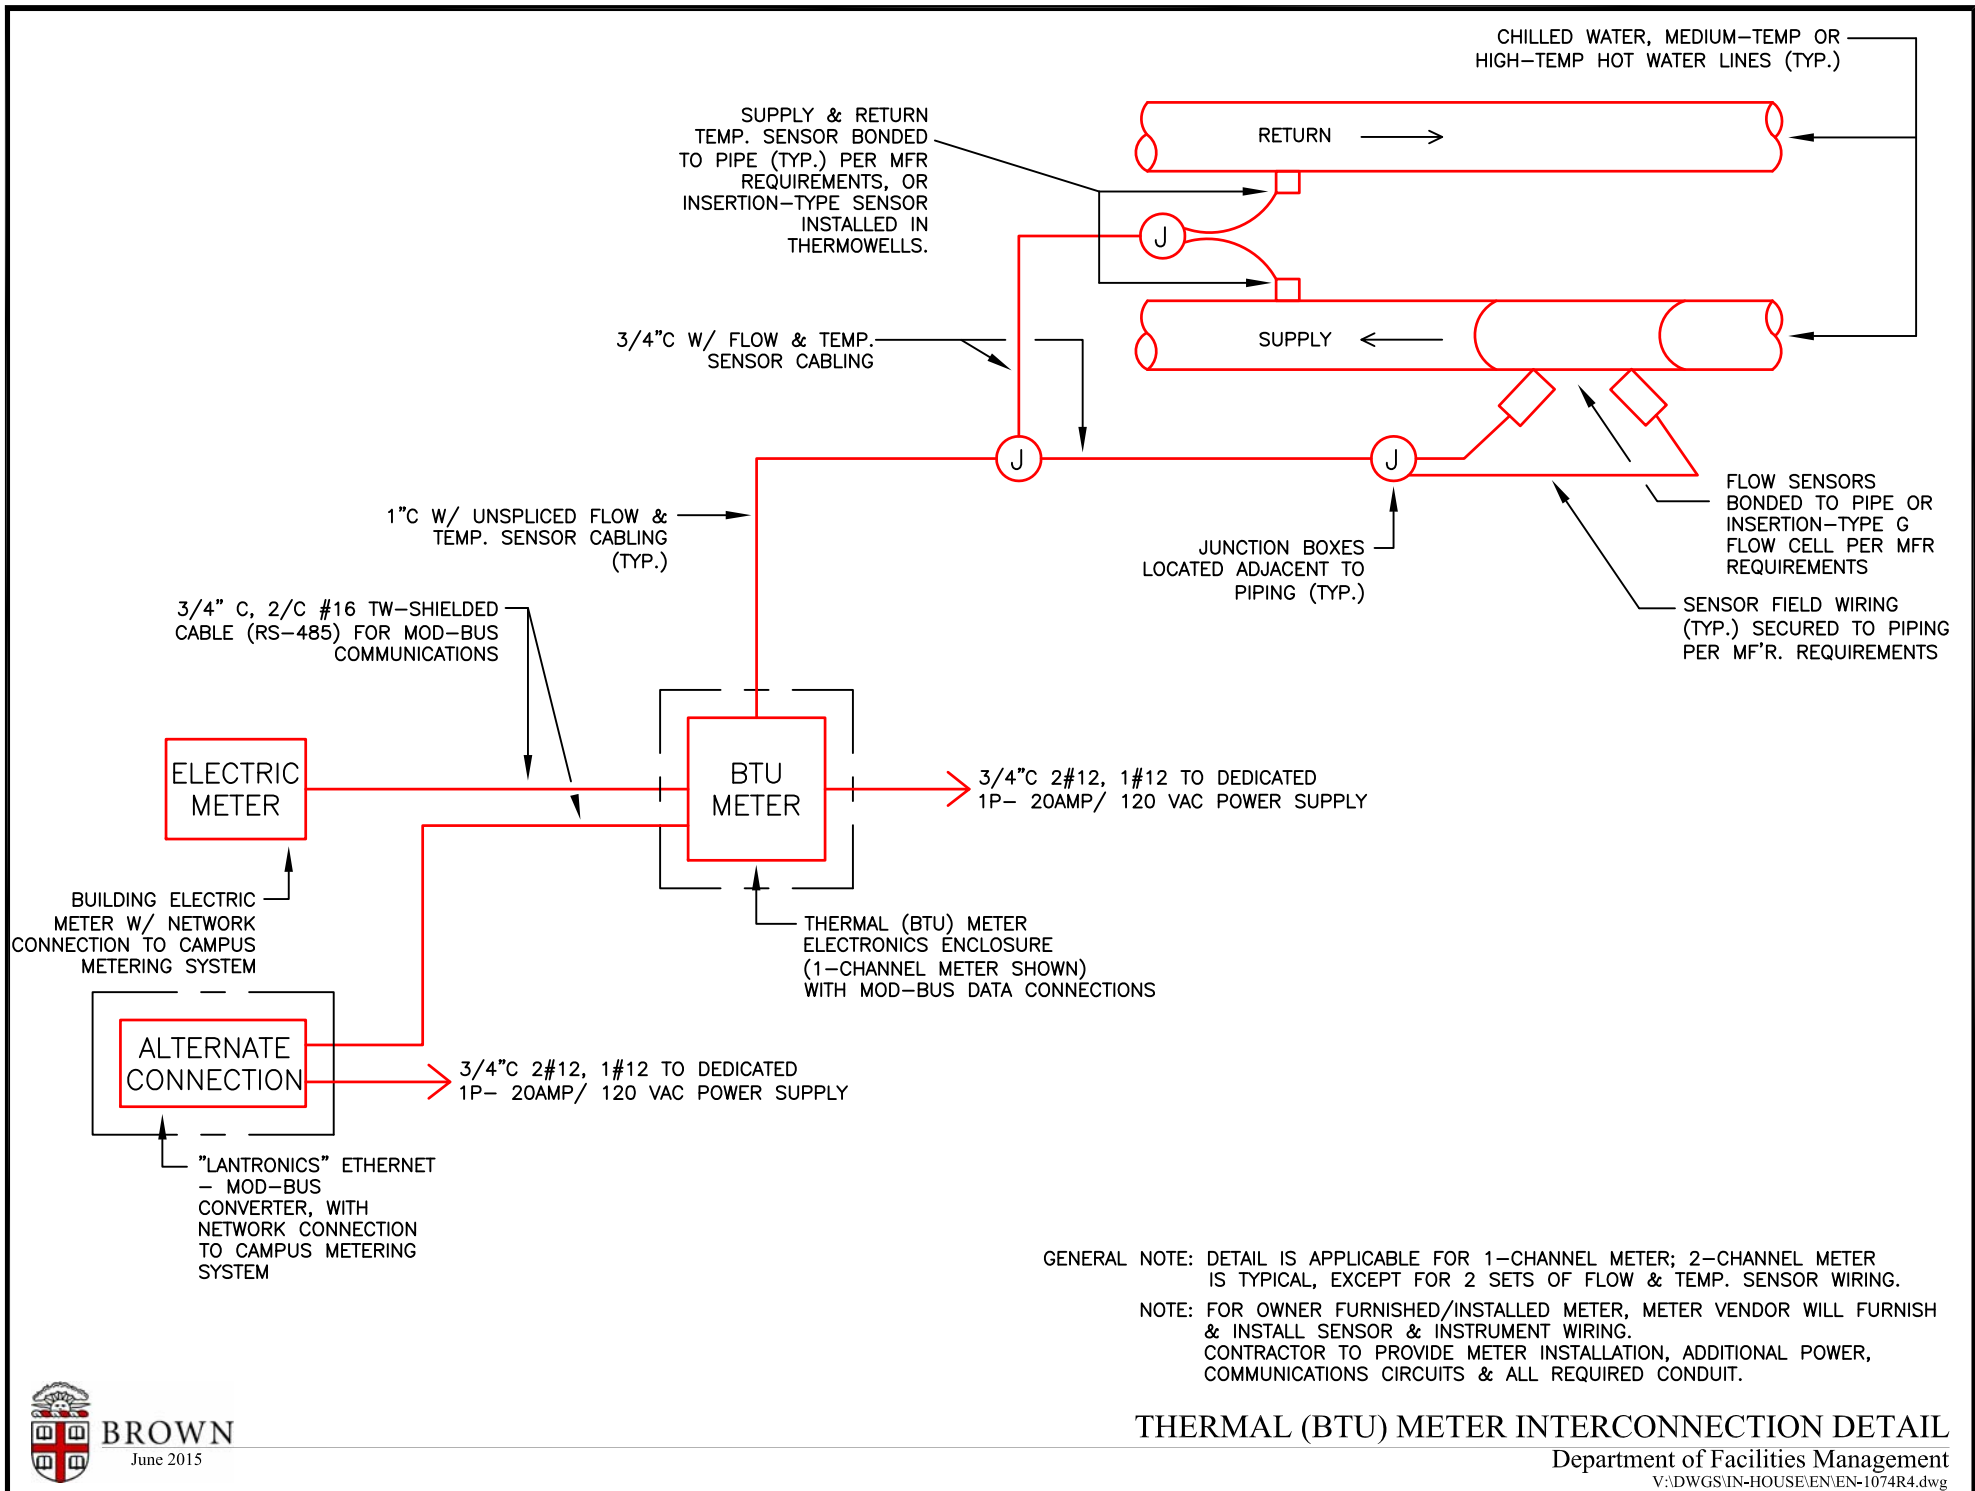 CHILLED WATER, MEDIUM-TEMP OR
HIGH-TEMP HOT WATER LINES (TYP.)
SUPPLY & RETURN
TEMP. SENSOR BONDED
TO PIPE (TYP.) PER MFR
REQUIREMENTS, OR
INSERTION-TYPE SENSOR
INSTALLED IN
THERMOWELLS.
RETURN
J
SUPPLY
3/4"C W/ FLOW & TEMP.
SENSOR CABLING
J
J
FLOW SENSORS
BONDED TO PIPE OR
INSERTION-TYPE G
FLOW CELL PER MFR
REQUIREMENTS
1"C W/ UNSPLICED FLOW &
TEMP. SENSOR CABLING
(TYP.)
JUNCTION BOXES
LOCATED ADJACENT TO
PIPING (TYP.)
SENSOR FIELD WIRING
(TYP.) SECURED TO PIPING
PER MF'R. REQUIREMENTS
3/4" C, 2/C #16 TW-SHIELDED
CABLE (RS-485) FOR MOD-BUS
COMMUNICATIONS
ELECTRIC
METER
BTU
METER
3/4"C 2#12, 1#12 TO DEDICATED
1P- 20AMP/ 120 VAC POWER SUPPLY
BUILDING ELECTRIC
METER W/ NETWORK
CONNECTION TO CAMPUS
METERING SYSTEM
THERMAL (BTU) METER
ELECTRONICS ENCLOSURE
(1-CHANNEL METER SHOWN)
WITH MOD-BUS DATA CONNECTIONS
ALTERNATE
CONNECTION
3/4"C 2#12, 1#12 TO DEDICATED
1P- 20AMP/ 120 VAC POWER SUPPLY
"LANTRONICS" ETHERNET
- MOD-BUS
CONVERTER, WITH
NETWORK CONNECTION
TO CAMPUS METERING
SYSTEM
GENERAL NOTE: DETAIL IS APPLICABLE FOR 1-CHANNEL METER; 2-CHANNEL METER
IS TYPICAL, EXCEPT FOR 2 SETS OF FLOW & TEMP. SENSOR WIRING.
NOTE: FOR OWNER FURNISHED/INSTALLED METER, METER VENDOR WILL FURNISH
& INSTALL SENSOR & INSTRUMENT WIRING.
CONTRACTOR TO PROVIDE METER INSTALLATION, ADDITIONAL POWER,
COMMUNICATIONS CIRCUITS & ALL REQUIRED CONDUIT.
BROWN
June 2015
THERMAL (BTU) METER INTERCONNECTION DETAIL
Department of Facilities Management
V:\DWGS\IN-HOUSE\EN\EN-1074R4.dwg